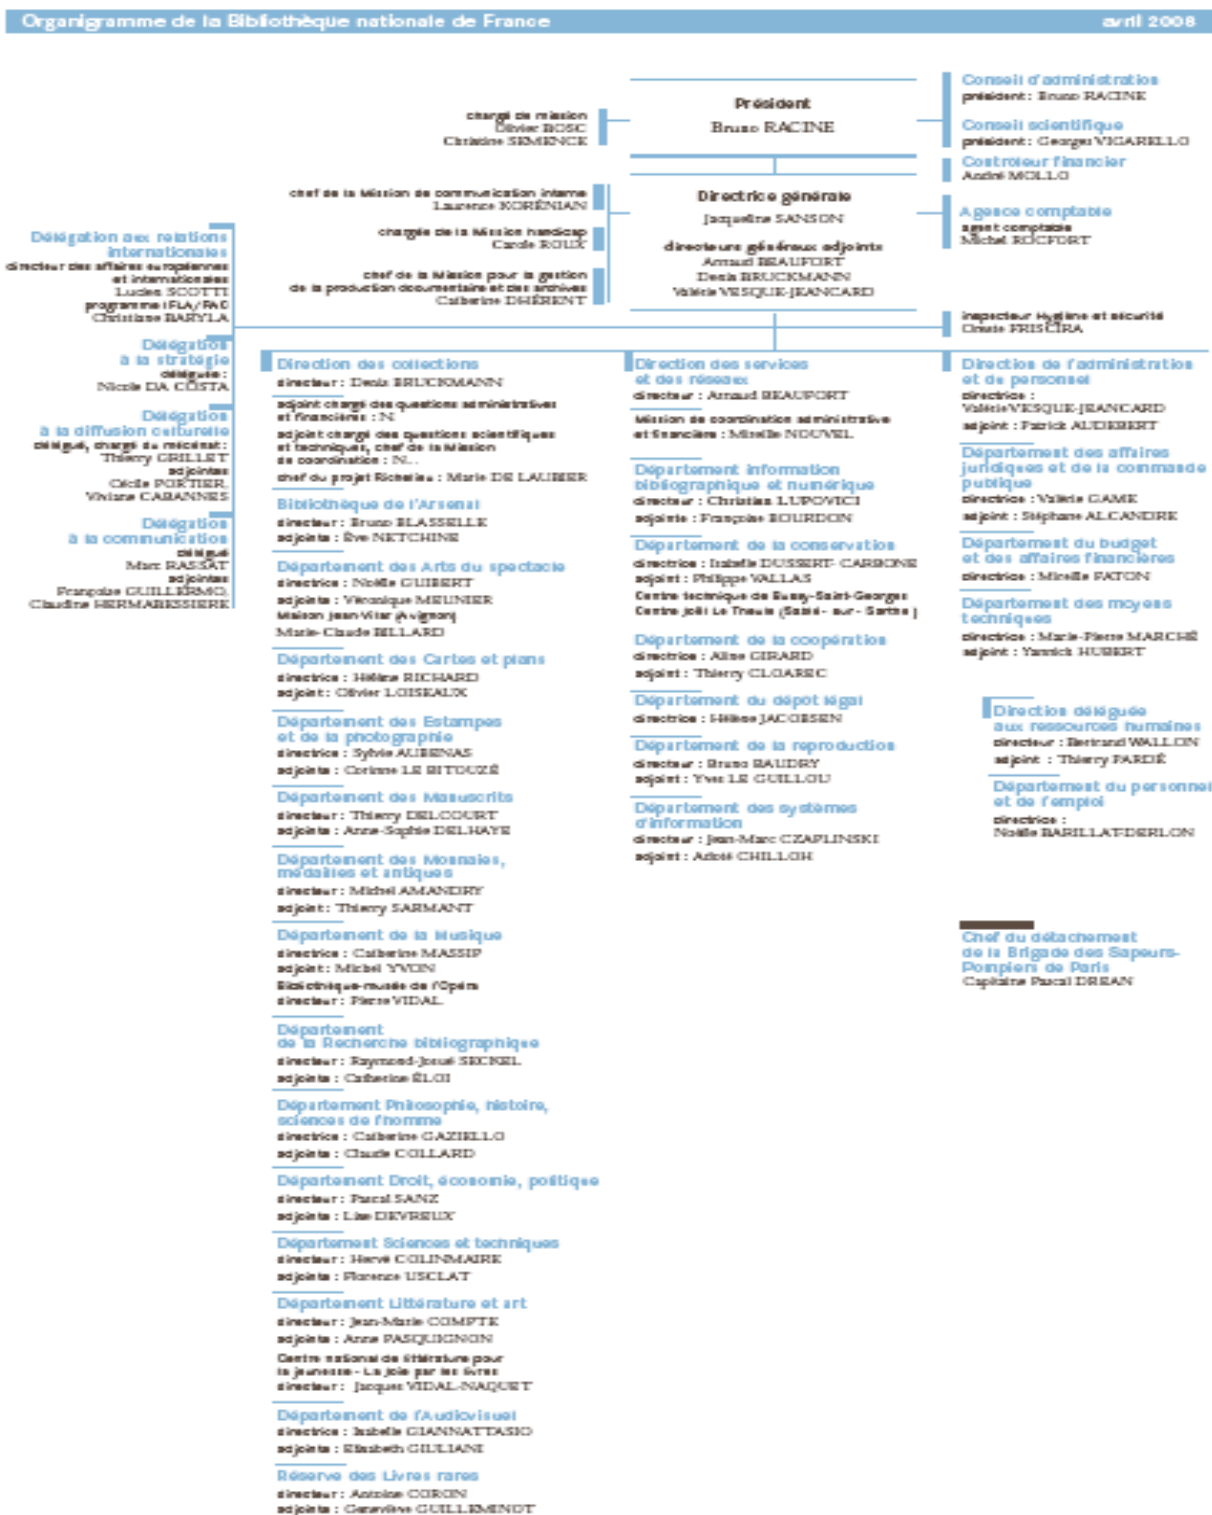 Organigramme de la Bibliothèque nationale de France
avril 2008
Président
Bruno RACINE
chargé de mission
Olivier BOSC
Christine SEMENCE
Conseil d'administration
président : Bruno RACINE
Conseil scientifique
président : Georges VIGARELLO
Contrôleur financier
André MOLLO
Agence comptable
agent comptable
Michel ROCFORT
Directrice générale
Jacqueline SANSON
directeurs généraux adjoints
Arnaud BEAUFORT
Denis BRUCKMANN
Valérie VESQUE-JEANCARD
chef de la Mission de communication interne
Laurence KORÉNIAN
chargée de la Mission handicap
Carole ROUX
chef de la Mission pour la gestion
de la production documentaire et des archives
Catherine DHÉRENT
inspecteur Hygiène et sécurité
FRISCIRA
Délégation aux relations
internationales
directeur des affaires européennes
et internationales
Lucien SCOTTI
programme IFLA/PAC
Christiane BARYLA
Délégation
à la stratégie
déléguée :
Nicole DA COSTA
Délégation
à la diffusion culturelle
délégué, chargé du mécénat :
Thierry GRILLET
adjointes
Cécile PORTIER,
Viviane CABANNES
Délégation
à la communication
délégué
Marc RASSAT
adjointes
Françoise GUILLERMO,
Claudine HERMABESSIERE
Direction des collections
directeur : Denis BRUCKMANN
adjoint chargé des questions administratives
et financières : N.
adjoint chargé des questions scientifiques
et techniques, chef de la Mission
de coordination : N...
chef du projet Richelieu : Marie DE LAUBIER
Bibliothèque de l'Arsenal
directeur : Bruno BLASSELLE
adjointe : Ève NETCHINE
Département des Arts du spectacle
directrice : Noëlle GUIBERT
adjointe : Véronique MEUNIER
Maison Jean-Vilar (Avignon)
Marie-Claude BILLARD
Département des Cartes et plans
directrice : Hélène RICHARD
adjoint : Olivier LOISEAUX
Département des Estampes
et de la photographie
directrice : Sylvie AUBENAS
adjointe : Corinne LE BITOUZÉ
Département des Manuscrits
directeur : Thierry DELCOURT
adjointe : Anne-Sophie DELHAYE
Département des Monnaies,
médailles et antiques
directeur : Michel AMANDRY
adjoint : Thierry SARMANT
Département de la Musique
directrice : Catherine MASSIP
adjoint : Michel YVON
Bibliothèque-musée de l'Opéra
directeur : Pierre VIDAL
Département
de la Recherche bibliographique
directeur : Raymond-Josué SECKEL
adjointe : Catherine ÉLOI
Département Philosophie, histoire,
sciences de l'homme
directrice : Catherine GAZIELLO
adjointe : Claude COLLARD
Département Droit, économie, politique
directeur : Pascal SANZ
adjointe : Lise DEVREUX
Département Sciences et techniques
directeur : Hervé COLINMAIRE
adjointe : Florence USCLAT
Département Littérature et art
directeur : Jean-Marie COMPTE
adjointe : Anne PASQUIGNON
Centre national de littérature pour
la jeunesse - La joie par les livres
directeur : Jacques VIDAL-NAQUET
Département de l'Audiovisuel
directrice : Isabelle GIANNATTASIO
adjointe : Elisabeth GIULIANI
Réserve des Livres rares
directeur : Antoine CORON
adjointe : Geneviève GUILLEMINOT
Direction des services
et des réseaux
directeur : Arnaud BEAUFORT
Mission de coordination administrative
et financière : Mireille NOUVEL
Département information
bibliographique et numérique
directeur : Christian LUPOVICI
adjointe : Françoise BOURDON
Département de la conservation
directrice : Isabelle DUSSERT- CARBONE
adjoint : Philippe VALLAS
Centre technique de Bussy-Saint-Georges
Centre Joël Le Theule (Sablé - sur - Sarthe )
Département de la coopération
directrice : Aline GIRARD
adjoint : Thierry CLOAREC
Département du dépôt légal
directrice : Hélène JACOBSEN
Département de la reproduction
directeur : Bruno BAUDRY
adjoint : Yves LE GUILLOU
Département des systèmes
d'information
directeur : Jean-Marc CZAPLINSKI
adjoint : Adoté CHILLOH
Direction de l'administration
et du personnel
directrice :
Valérie VESQUE-JEANCARD
adjoint : Patrick AUDEBERT
Département des affaires
juridiques et de la commande
publique
directrice : Valérie GAME
adjoint : Stéphane ALCANDRE
Département du budget
et des affaires financières
directrice : Mireille PATON
Département des moyens
techniques
directrice : Marie-Pierre MARCHÉ
adjoint : Yannick HUBERT
Direction déléguée
aux ressources humaines
directeur : Bertrand WALLON
adjoint : Thierry PARDÉ
Département du personnel
et de l'emploi
directrice :
Noëlle BARILLAT-DERLON
Chef du détachement
de la Brigade des Sapeurs-
Pompiers de Paris
Capitaine Pascal DREAN